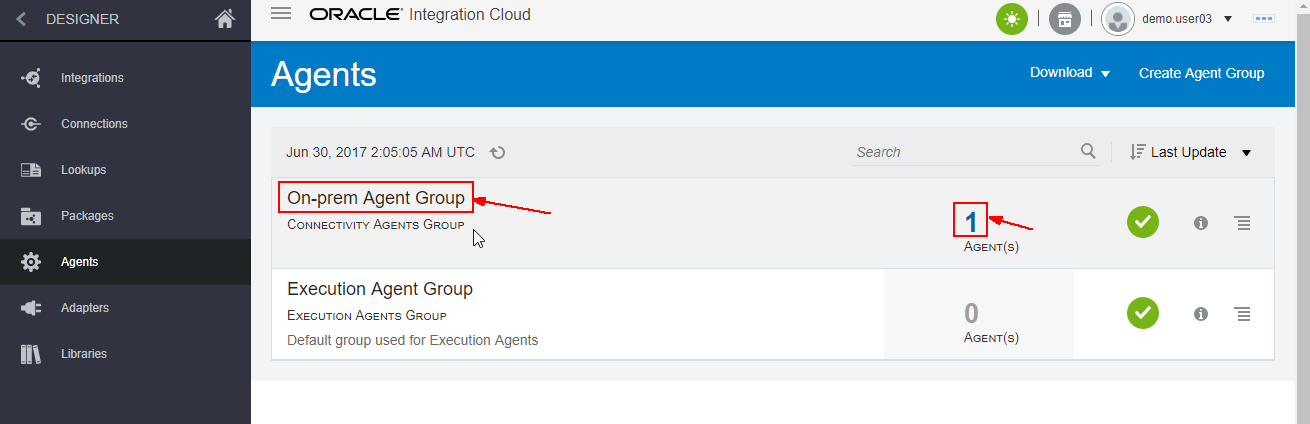 DESIGNER
ORACLE® Integration Cloud
demo.user03
Integrations
Connections
Lookups
Packages
Agents
Adapters
Libraries
Agents
Download
Create Agent Group
Jun 30, 2017 2:05:05 AM UTC
Search
Last Update
On-prem Agent Group
CONNECTIVITY AGENTS GROUP
1
AGENT(S)
Execution Agent Group
EXECUTION AGENTS GROUP
Default group used for Execution Agents
0
AGENT(S)